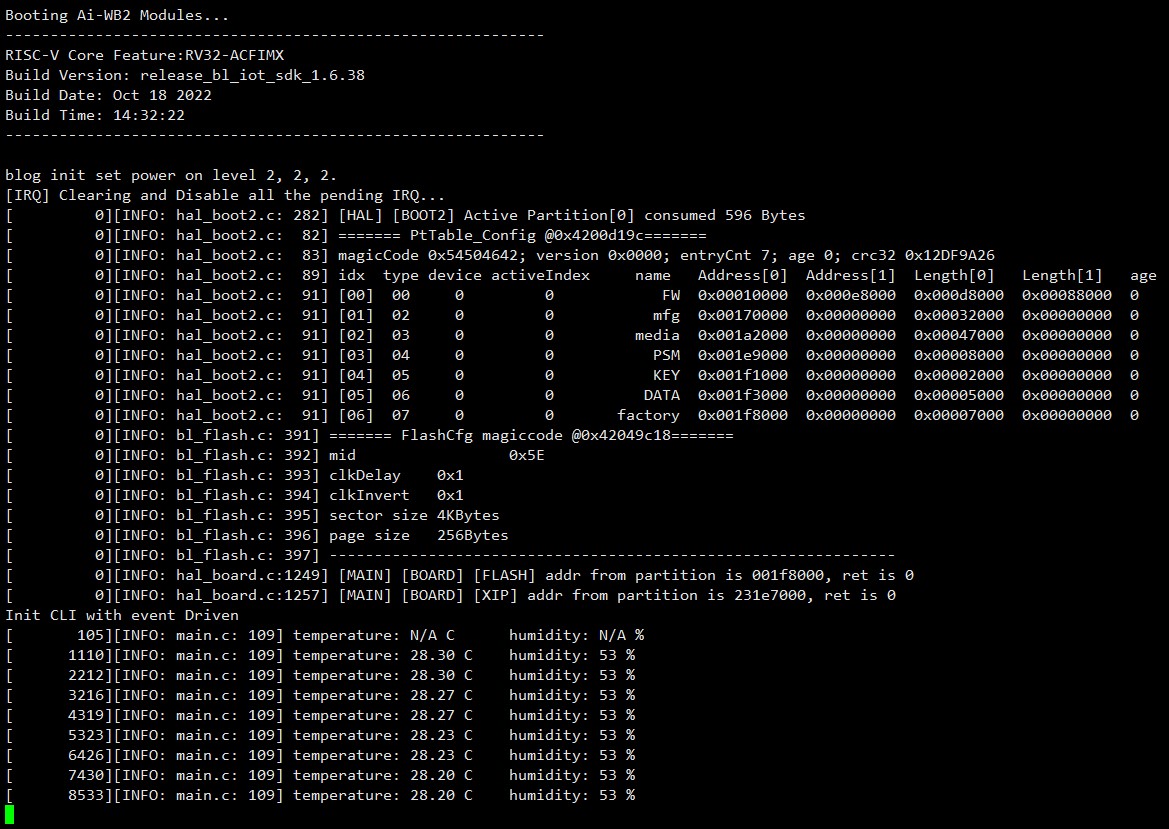 Booting Ai-WB2 Modules...
------------------------------------------------------------
RISC-V Core Feature:RV32-ACFIMX
Build Version: release_bl_iot_sdk_1.6.38
Build Date: Oct 18 2022
Build Time: 14:32:22
------------------------------------------------------------
blog init set power on level 2, 2, 2.
[IRQ] Clearing and Disable all the pending IRQ...
[         0][INFO: hal_boot2.c: 282] [HAL] [BOOT2] Active Partition[0] consumed 596 Bytes
[         0][INFO: hal_boot2.c:  82] ======= PtTable_Config @0x4200d19c=======
[         0][INFO: hal_boot2.c:  83] magicCode 0x54504642; version 0x0000; entryCnt 7; age 0; crc32 0x12DF9A26
[         0][INFO: hal_boot2.c:  89] idx  type device activeIndex     name   Address[0]  Address[1]  Length[0]   Length[1]   age
[         0][INFO: hal_boot2.c:  91] [00]  00     0         0            FW  0x00010000  0x000e8000  0x000d8000  0x00088000  0
[         0][INFO: hal_boot2.c:  91] [01]  02     0         0           mfg  0x00170000  0x00000000  0x00032000  0x00000000  0
[         0][INFO: hal_boot2.c:  91] [02]  03     0         0         media  0x001a2000  0x00000000  0x00047000  0x00000000  0
[         0][INFO: hal_boot2.c:  91] [03]  04     0         0           PSM  0x001e9000  0x00000000  0x00008000  0x00000000  0
[         0][INFO: hal_boot2.c:  91] [04]  05     0         0           KEY  0x001f1000  0x00000000  0x00002000  0x00000000  0
[         0][INFO: hal_boot2.c:  91] [05]  06     0         0          DATA  0x001f3000  0x00000000  0x00005000  0x00000000  0
[         0][INFO: hal_boot2.c:  91] [06]  07     0         0       factory  0x001f8000  0x00000000  0x00007000  0x00000000  0
[         0][INFO: bl_flash.c: 391] ======= FlashCfg magiccode @0x42049c18=======
[         0][INFO: bl_flash.c: 392] mid                 0x5E
[         0][INFO: bl_flash.c: 393] clkDelay    0x1
[         0][INFO: bl_flash.c: 394] clkInvert   0x1
[         0][INFO: bl_flash.c: 395] sector size 4KBytes
[         0][INFO: bl_flash.c: 396] page size   256Bytes
[         0][INFO: bl_flash.c: 397] ---------------------------------------------------------------
[         0][INFO: hal_board.c:1249] [MAIN] [BOARD] [FLASH] addr from partition is 001f8000, ret is 0
[         0][INFO: hal_board.c:1257] [MAIN] [BOARD] [XIP] addr from partition is 231e7000, ret is 0
Init CLI with event Driven
[       105][INFO: main.c: 109] temperature: N/A C      humidity: N/A %
[      1110][INFO: main.c: 109] temperature: 28.30 C    humidity: 53 %
[      2212][INFO: main.c: 109] temperature: 28.30 C    humidity: 53 %
[      3216][INFO: main.c: 109] temperature: 28.27 C    humidity: 53 %
[      4319][INFO: main.c: 109] temperature: 28.27 C    humidity: 53 %
[      5323][INFO: main.c: 109] temperature: 28.23 C    humidity: 53 %
[      6426][INFO: main.c: 109] temperature: 28.23 C    humidity: 53 %
[      7430][INFO: main.c: 109] temperature: 28.20 C    humidity: 53 %
[      8533][INFO: main.c: 109] temperature: 28.20 C    humidity: 53 %